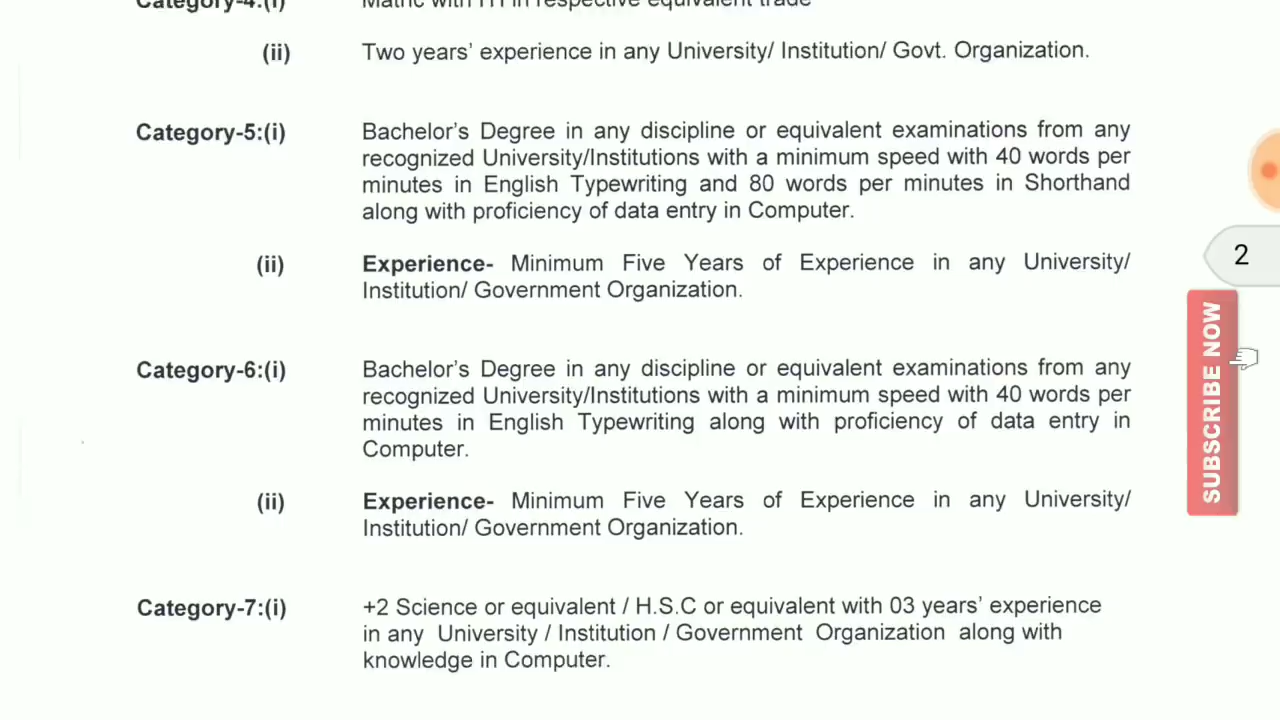 Category-4:(i) Matric with ITI in respective equivalent trade
(ii) Two years’ experience in any University/ Institution/ Govt. Organization.
Category-5:(i) Bachelor’s Degree in any discipline or equivalent examinations from any
recognized University/Institutions with a minimum speed with 40 words per
minutes in English Typewriting and 80 words per minutes in Shorthand
along with proficiency of data entry in Computer.
(ii) Experience- Minimum Five Years of Experience in any University/
Institution/ Government Organization.
2
SUBSCRIBE NOW
Category-6:(i) Bachelor’s Degree in any discipline or equivalent examinations from any
recognized University/Institutions with a minimum speed with 40 words per
minutes in English Typewriting along with proficiency of data entry in
Computer.
(ii) Experience- Minimum Five Years of Experience in any University/
Institution/ Government Organization.
Category-7:(i) +2 Science or equivalent / H.S.C or equivalent with 03 years’ experience
in any University / Institution / Government Organization along with
knowledge in Computer.